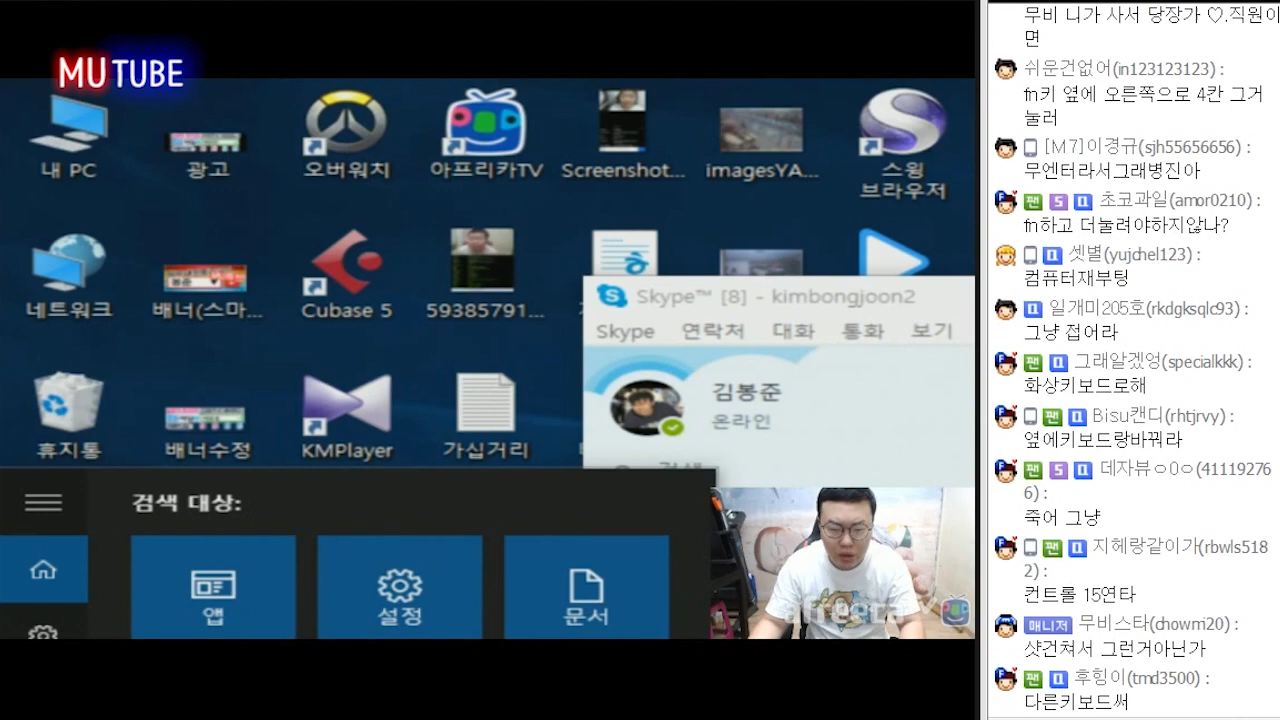 MUTUBE
내 PC
광고
오버워치
아프리카TV
Screenshot...
imagesYA...
스윙
브라우저
네트워크
배너(스마...
Cubase 5
59385791...
휴지통
배너수정
KMPlayer
가십거리
Skype™ [8] - kimbongjoon2
Skype 연락처 대화 통화 보기
김봉준
온라인
검색
검색 대상:
앱
설정
문서
afreecaTV
무비 니가 사서 당장가 ♡.직원이
면
쉬운건없어(in123123123) :
fn키 옆에 오른쪽으로 4칸 그거
눌러
[M7]이경규(sjh55656656) :
무엔터라서그래병진아
팬 S 초코과일(amor0210) :
fn하고 더눌려야하지않나?
셋별(yujchel123) :
컴퓨터재부팅
일개미205호(rkdgksqlc93) :
그냥 접어라
팬 그래알겠엉(specialkkk) :
화상키보드로해
팬 Bisu캔디(rhtjrvy) :
옆에키보드랑바꿔라
팬 S 데자뷰ㅇ0ㅇ(41119276
6) :
죽어 그냥
팬 지헤랑같이가(rbwls518
2) :
컨트롤 15연타
매니저 무비스타(chowm20) :
샷건쳐서 그런거아닌가
팬 후힝이(tmd3500) :
다른키보드써